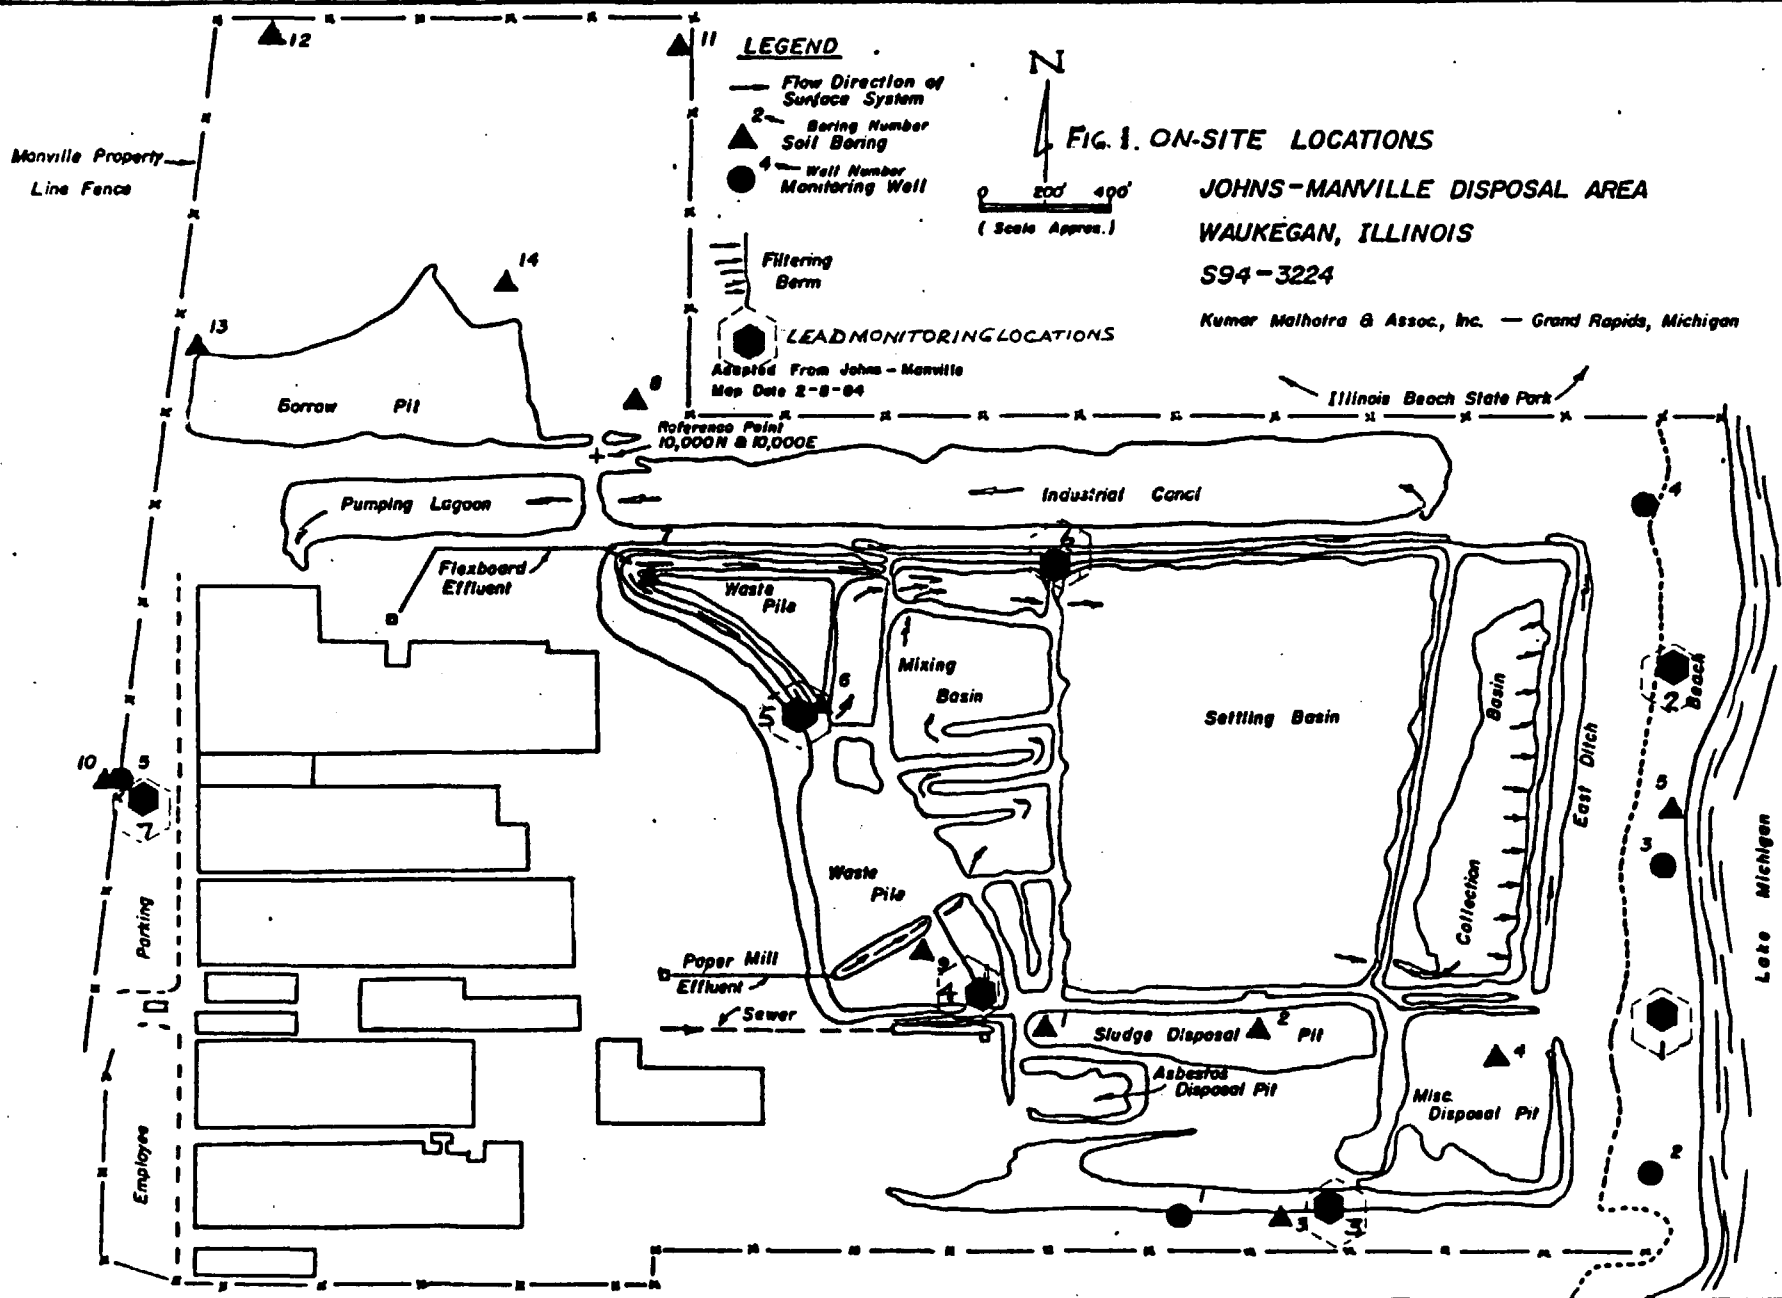 12
11
LEGEND
Flow Direction of
Surface System
2
Boring Number
Soil Boring
4
Well Number
Monitoring Well
N
FIG. 1. ON-SITE LOCATIONS
0 200' 400'
( Scale Approx.)
JOHNS-MANVILLE DISPOSAL AREA
WAUKEGAN, ILLINOIS
S94-3224
Kumar Malhotra & Assoc., Inc. — Grand Rapids, Michigan
Manville Property
Line Fence
Filtering
Berm
LEAD MONITORING LOCATIONS
Adapted From Johns-Manville
Map Date 2-8-84
14
13
8
Borrow Pit
Illinois Beach State Park
Reference Point
10,000N & 10,000E
Pumping Lagoon
Industrial Canal
4
7
6
Flexboard
Effluent
Waste
Pile
Mixing
Basin
6
5
Settling Basin
Basin
Collection
East Ditch
Beach
2
10
5
7
5
3
Lake Michigan
Waste
Pile
Parking
Paper Mill
Effluent
9
4
Sewer
1
Sludge Disposal Pit
2
1
4
Asbestos
Disposal Pit
Misc.
Disposal Pit
Employee
2
1
3
3